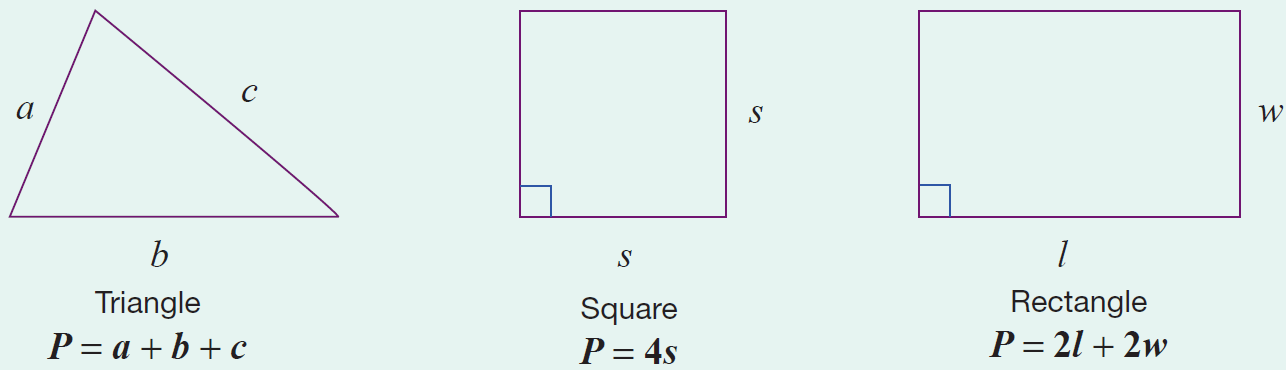 a
c
b
Triangle
P = a + b + c
s
s
Square
P = 4s
w
l
Rectangle
P = 2l + 2w